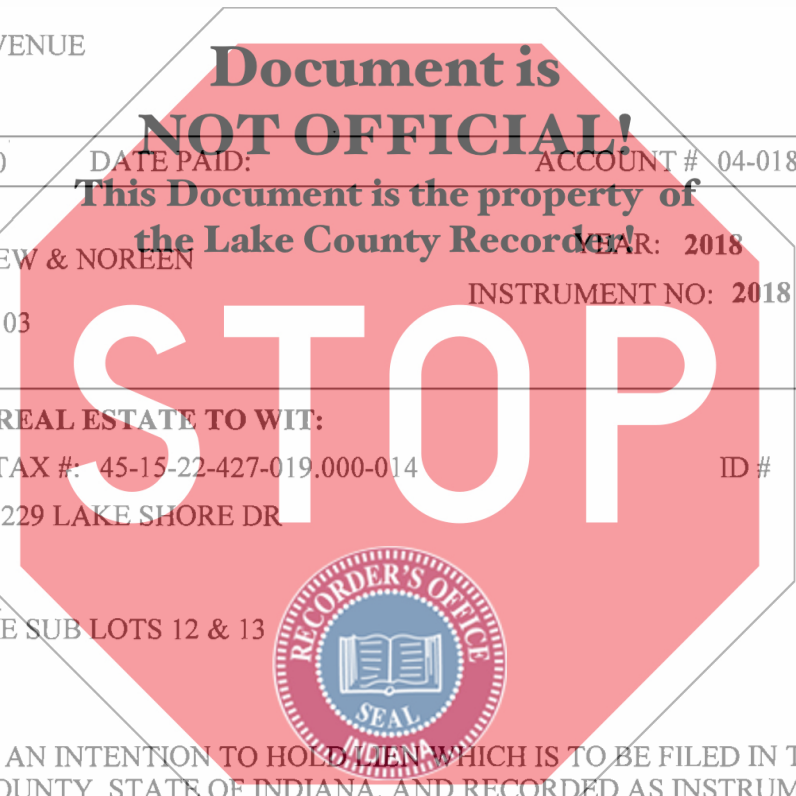 VENUE
Document is
NOT OFFICIAL!
DATE PAID: ACCOUNT # 04-018
This Document is the property of
the Lake County Recorder!
YEAR: 2018
EW & NOREEN
INSTRUMENT NO: 2018
03
STOP
REAL ESTATE TO WIT:
TAX #: 45-15-22-427-019.000-014 ID #
229 LAKE SHORE DR
RECORDER'S OFFICE
E SUB LOTS 12 & 13
SEAL
INDIANA
AN INTENTION TO HOLD LIEN WHICH IS TO BE FILED IN T
OUNTY, STATE OF INDIANA, AND RECORDED AS INSTRUM